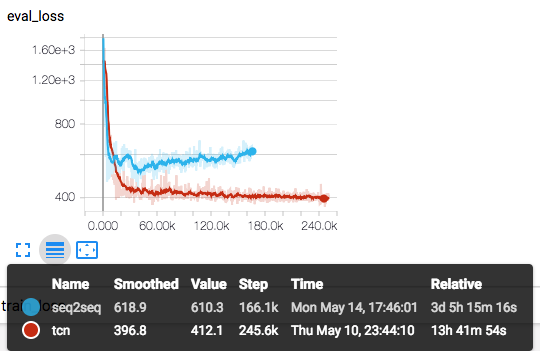 eval_loss
1.60e+3
1.20e+3
800
400
0.000 60.00k 120.0k 180.0k 240.0k
Name Smoothed Value Step Time Relative
seq2seq 618.9 610.3 166.1k Mon May 14, 17:46:01 3d 5h 15m 16s
tcn 396.8 412.1 245.6k Thu May 10, 23:44:10 13h 41m 54s